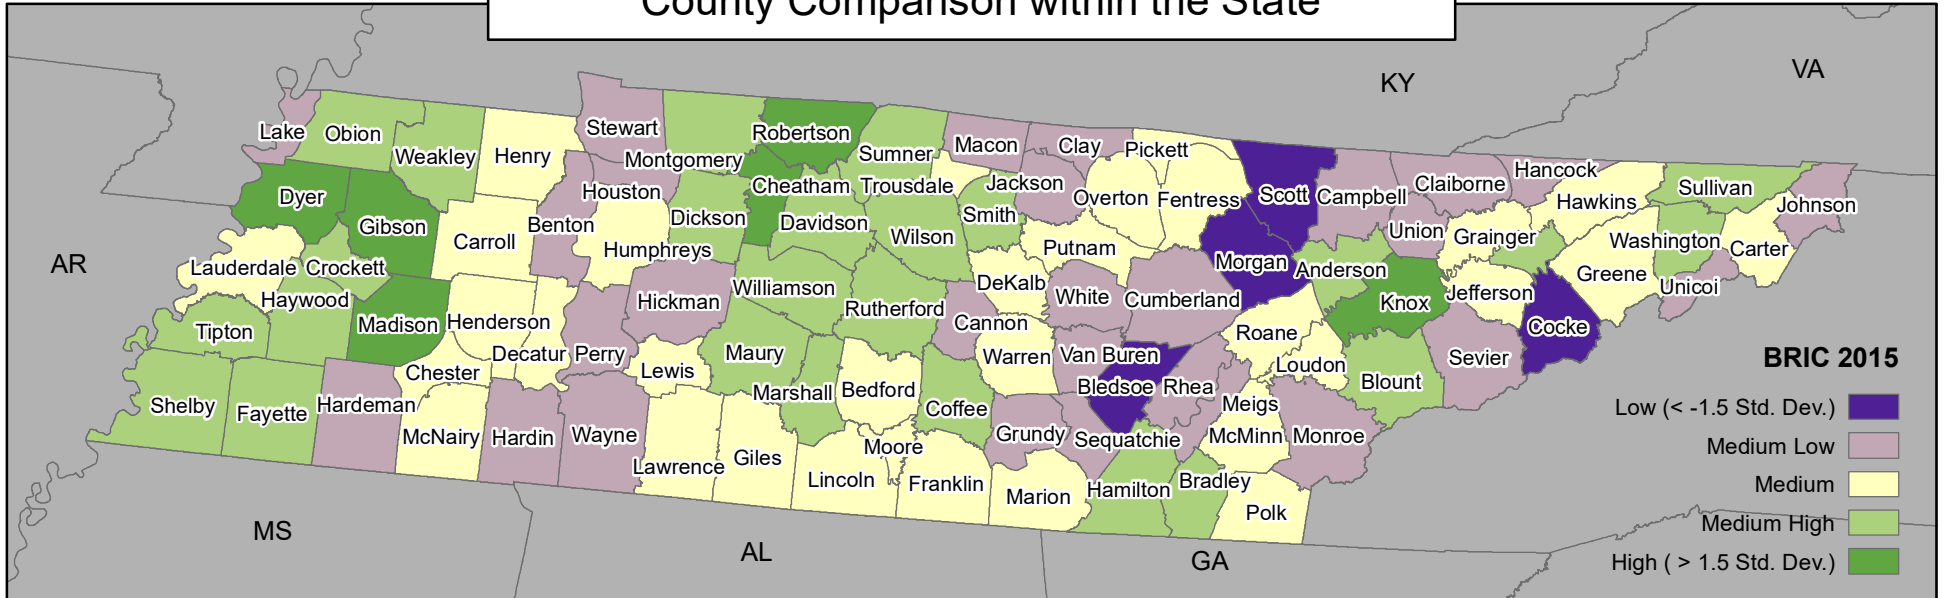 County Comparison within the State
KY
VA
AR
MS
AL
GA
Lake
Obion
Weakley
Henry
Stewart
Montgomery
Robertson
Sumner
Macon
Clay
Pickett
Scott
Campbell
Claiborne
Hancock
Hawkins
Sullivan
Johnson
Dyer
Gibson
Carroll
Benton
Houston
Humphreys
Dickson
Cheatham
Davidson
Trousdale
Wilson
Smith
Jackson
Overton
Fentress
Morgan
Anderson
Union
Grainger
Greene
Washington
Carter
Unicoi
Lauderdale
Crockett
Haywood
Tipton
Madison
Henderson
Decatur
Perry
Hickman
Williamson
Rutherford
Cannon
DeKalb
Putnam
White
Cumberland
Roane
Knox
Jefferson
Cocke
Shelby
Fayette
Hardeman
Chester
McNairy
Hardin
Wayne
Lewis
Maury
Marshall
Bedford
Coffee
Warren
Van Buren
Bledsoe
Rhea
Loudon
Blount
Sevier
Lawrence
Giles
Lincoln
Moore
Franklin
Grundy
Marion
Sequatchie
Hamilton
Bradley
Meigs
McMinn
Monroe
Polk
BRIC 2015
Low (< -1.5 Std. Dev.)
Medium Low
Medium
Medium High
High ( > 1.5 Std. Dev.)